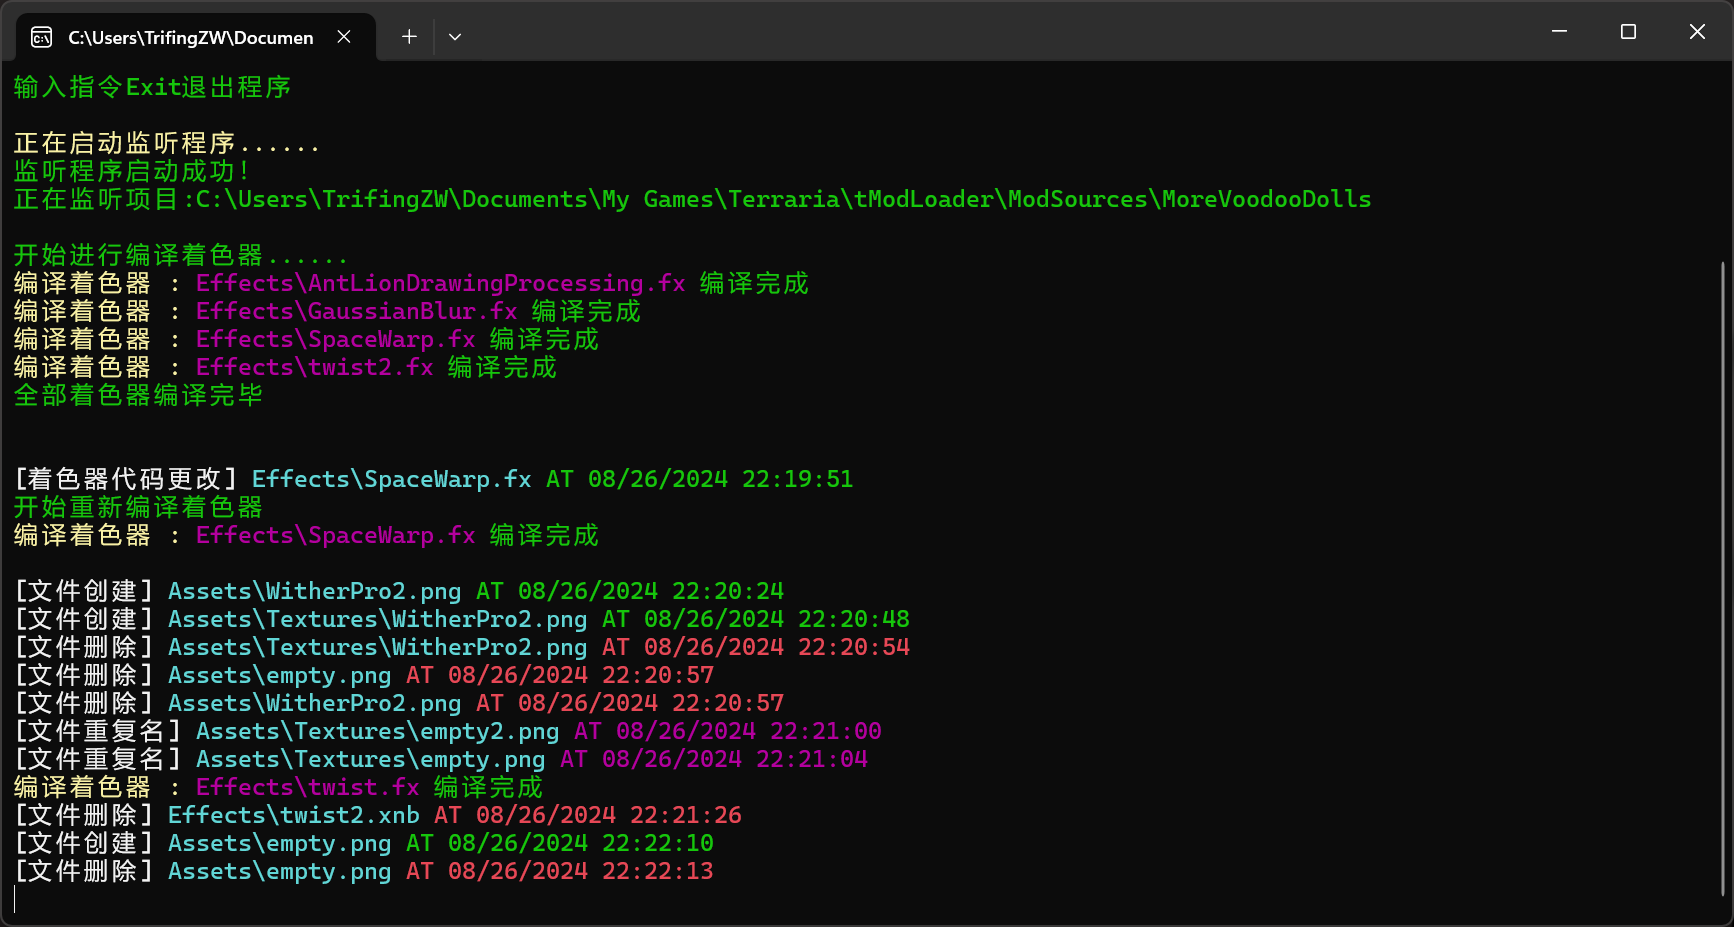 C:\Users\TrifingZW\Documen
输入指令Exit退出程序
正在启动监听程序......
监听程序启动成功!
正在监听项目:C:\Users\TrifingZW\Documents\My Games\Terraria\tModLoader\ModSources\MoreVoodooDolls
开始进行编译着色器......
编译着色器 : Effects\AntLionDrawingProcessing.fx 编译完成
编译着色器 : Effects\GaussianBlur.fx 编译完成
编译着色器 : Effects\SpaceWarp.fx 编译完成
编译着色器 : Effects\twist2.fx 编译完成
全部着色器编译完毕
[着色器代码更改] Effects\SpaceWarp.fx AT 08/26/2024 22:19:51
开始重新编译着色器
编译着色器 : Effects\SpaceWarp.fx 编译完成
[文件创建] Assets\WitherPro2.png AT 08/26/2024 22:20:24
[文件创建] Assets\Textures\WitherPro2.png AT 08/26/2024 22:20:48
[文件删除] Assets\Textures\WitherPro2.png AT 08/26/2024 22:20:54
[文件删除] Assets\empty.png AT 08/26/2024 22:20:57
[文件删除] Assets\WitherPro2.png AT 08/26/2024 22:20:57
[文件重复名] Assets\Textures\empty2.png AT 08/26/2024 22:21:00
[文件重复名] Assets\Textures\empty.png AT 08/26/2024 22:21:04
编译着色器 : Effects\twist.fx 编译完成
[文件删除] Effects\twist2.xnb AT 08/26/2024 22:21:26
[文件创建] Assets\empty.png AT 08/26/2024 22:22:10
[文件删除] Assets\empty.png AT 08/26/2024 22:22:13